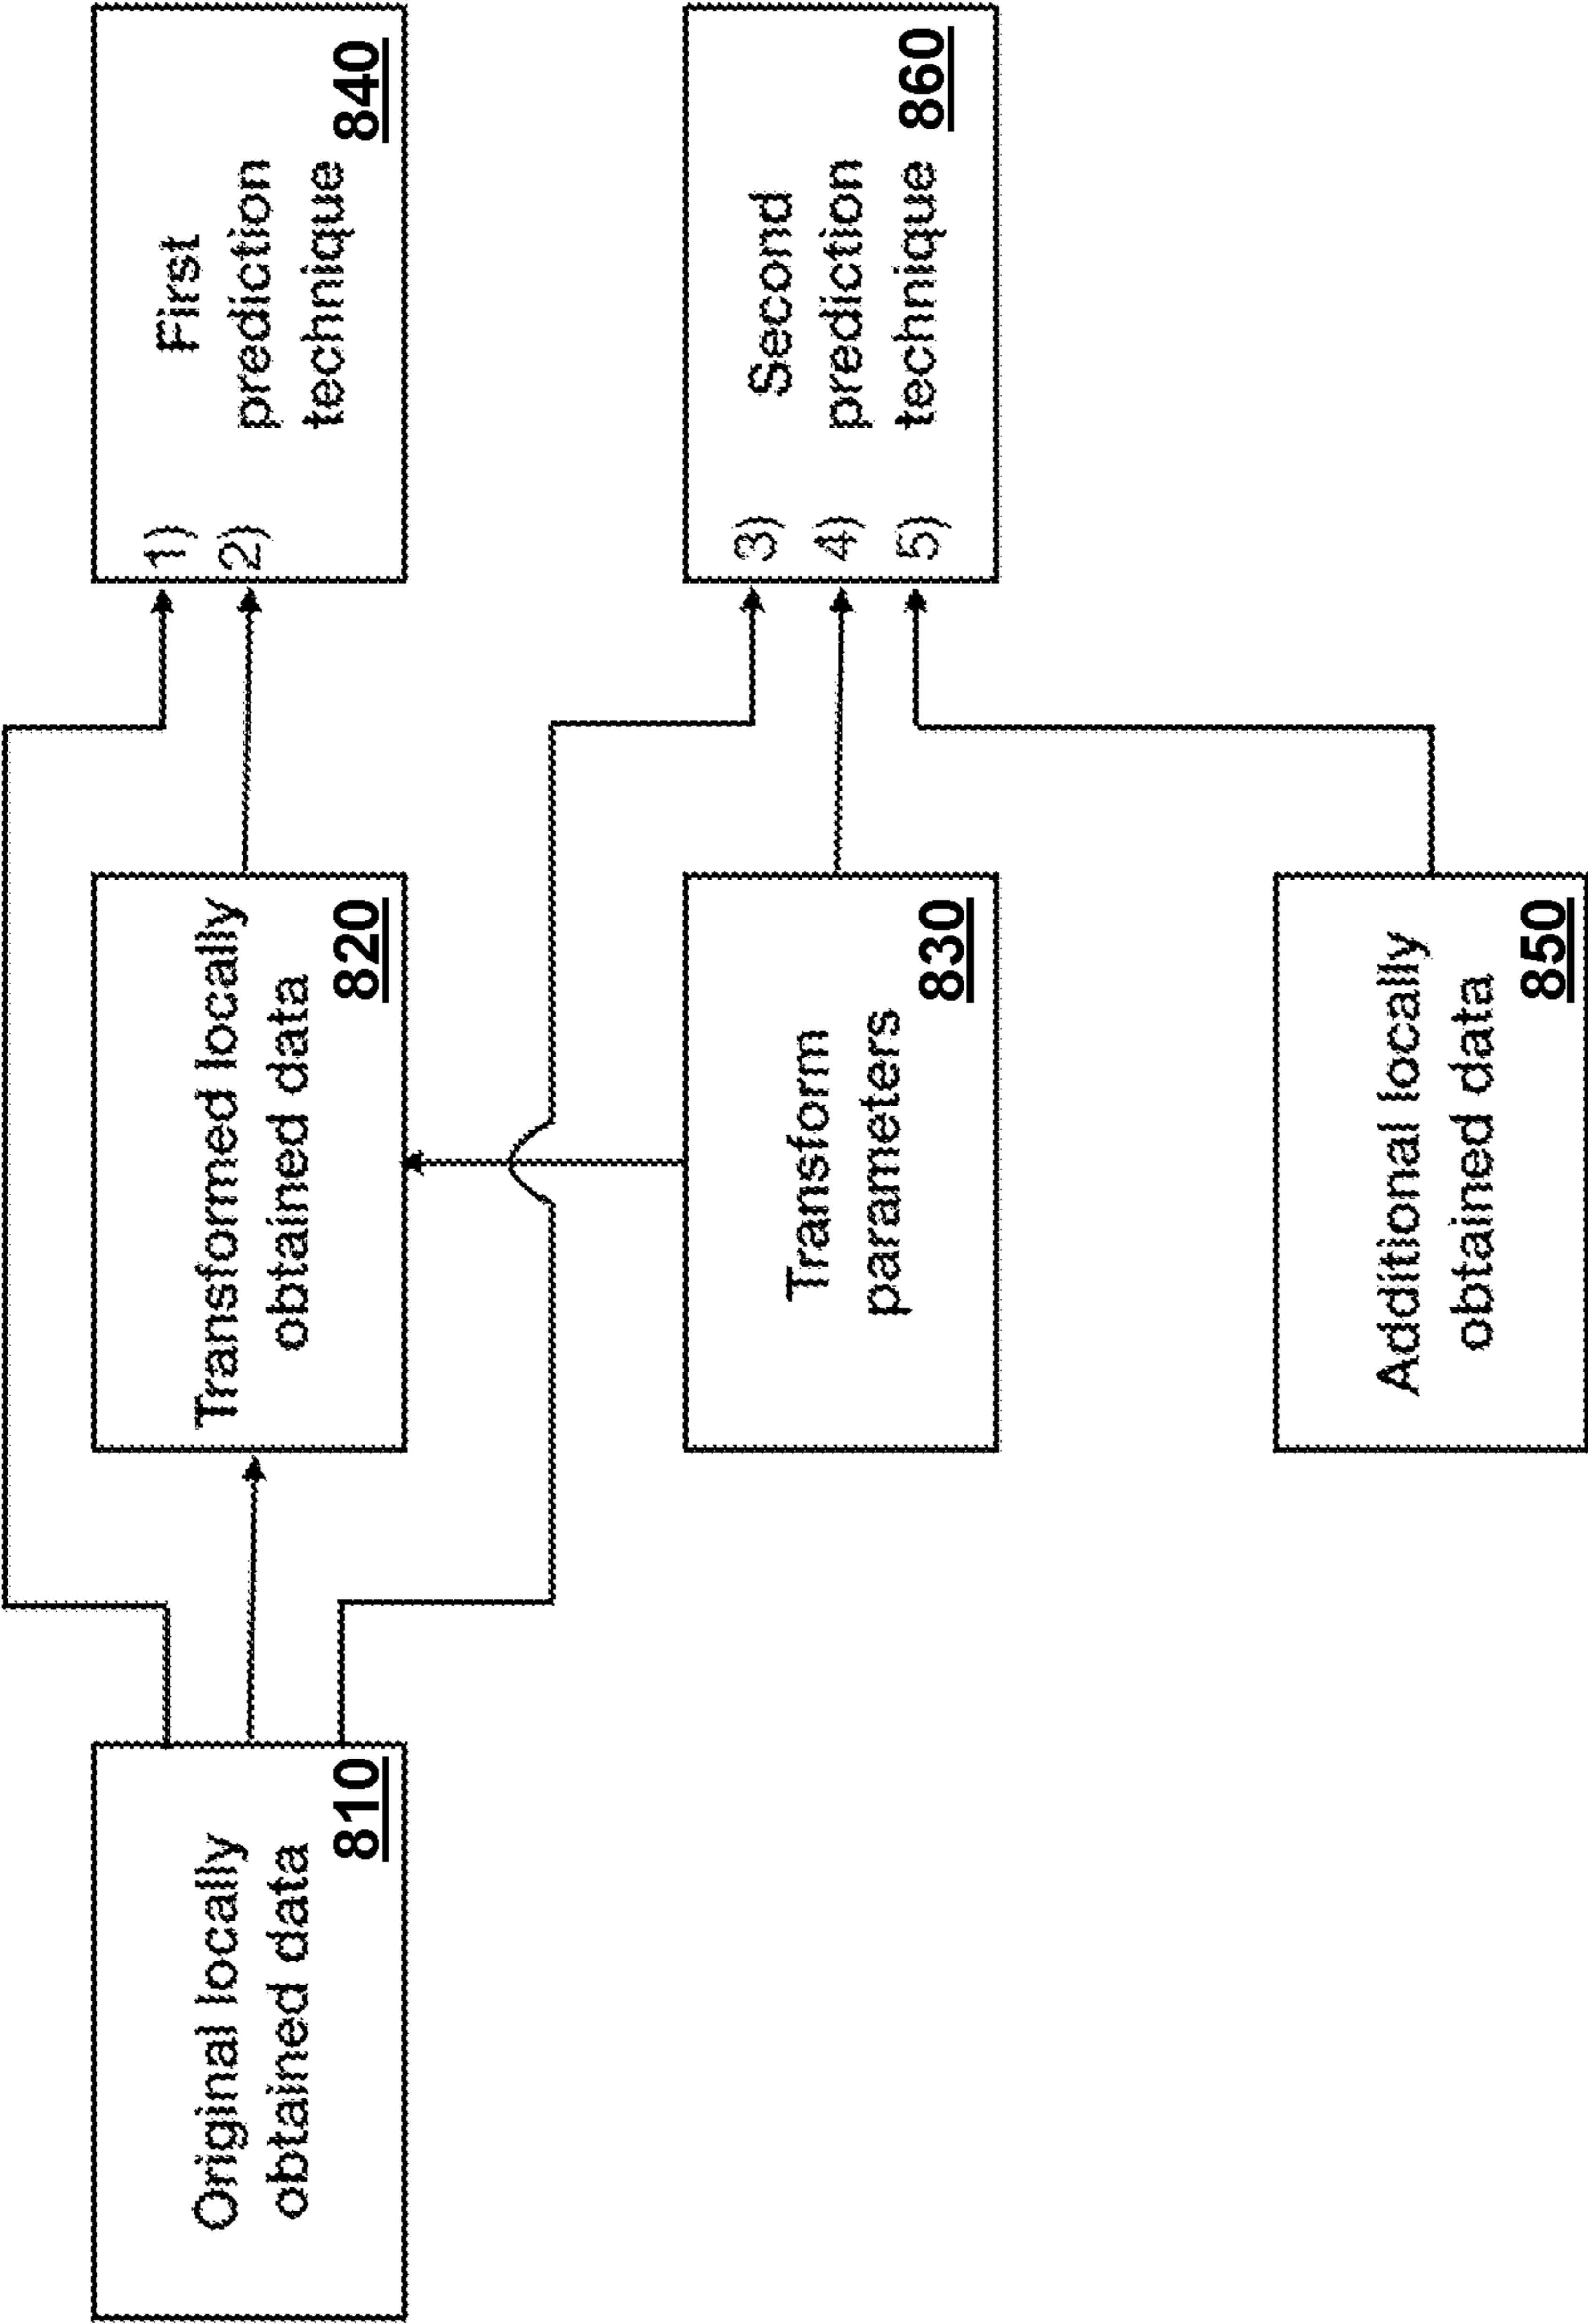 Original locally
obtained data
810
Transformed locally
obtained data
820
1)
First
2)
prediction
technique
840
Transform
parameters
830
3)
Second
4)
prediction
5)
technique
860
Additional locally
obtained data
850